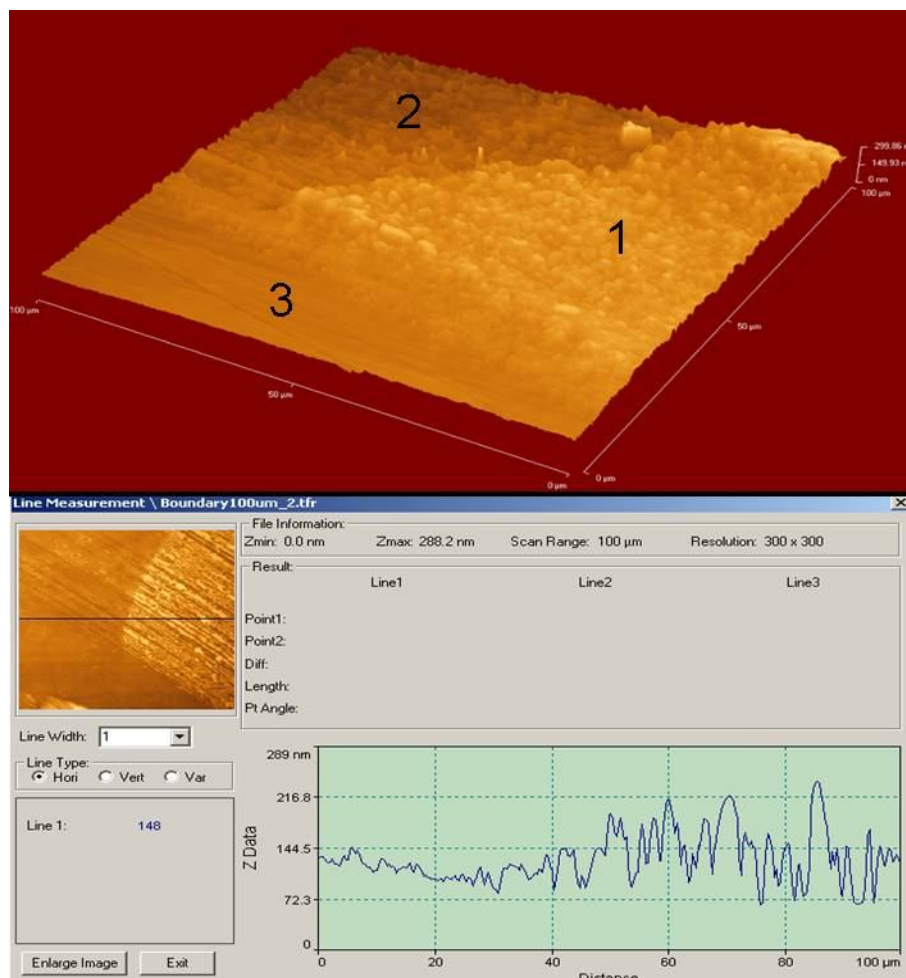 2
1
3
299.86
149.93
0 nm
100 µm
50 µm
0 µm
100 µm
50 µm
0 µm
Line Measurement \ Boundary100um_2.tfr
File Information:
Zmin: 0.0 nm Zmax: 288.2 nm Scan Range: 100 µm Resolution: 300 x 300
Result:
Line1 Line2 Line3
Point1:
Point2:
Diff:
Length:
Pt Angle:
Line Width: 1
Line Type:
Hori Vert Var
Line 1: 148
Enlarge Image Exit
Z Data
289 nm
216.8
144.5
72.3
0
0 20 40 60 80 100 µm
Distance